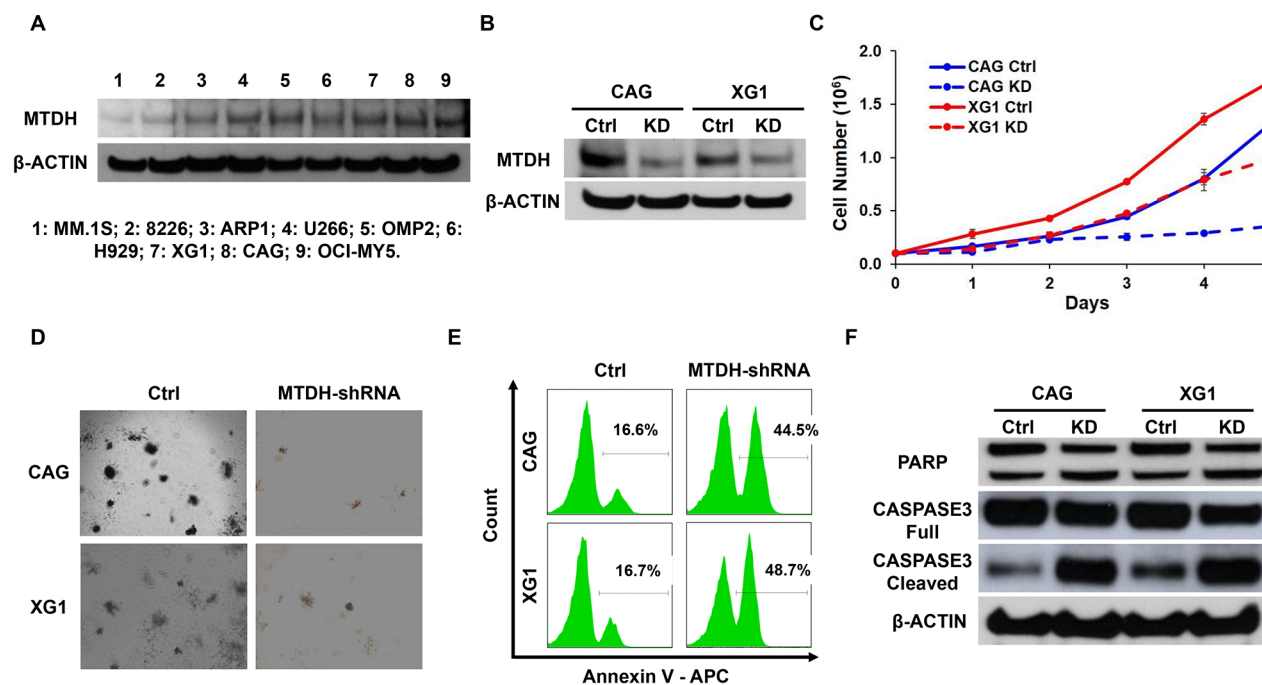 A
1 2 3 4 5 6 7 8 9
MTDH
β-ACTIN
1: MM.1S; 2: 8226; 3: ARP1; 4: U266; 5: OMP2; 6:
H929; 7: XG1; 8: CAG; 9: OCI-MY5.
B
CAG XG1
Ctrl KD Ctrl KD
MTDH
β-ACTIN
C
2.0
1.5
1.0
0.5
0.0
Cell Number (10⁶)
CAG Ctrl
CAG KD
XG1 Ctrl
XG1 KD
0 1 2 3 4
Days
D
Ctrl MTDH-shRNA
CAG
XG1
E
Ctrl MTDH-shRNA
CAG
16.6% 44.5%
XG1
16.7% 48.7%
Count
Annexin V - APC
F
CAG XG1
Ctrl KD Ctrl KD
PARP
CASPASE3
Full
CASPASE3
Cleaved
β-ACTIN